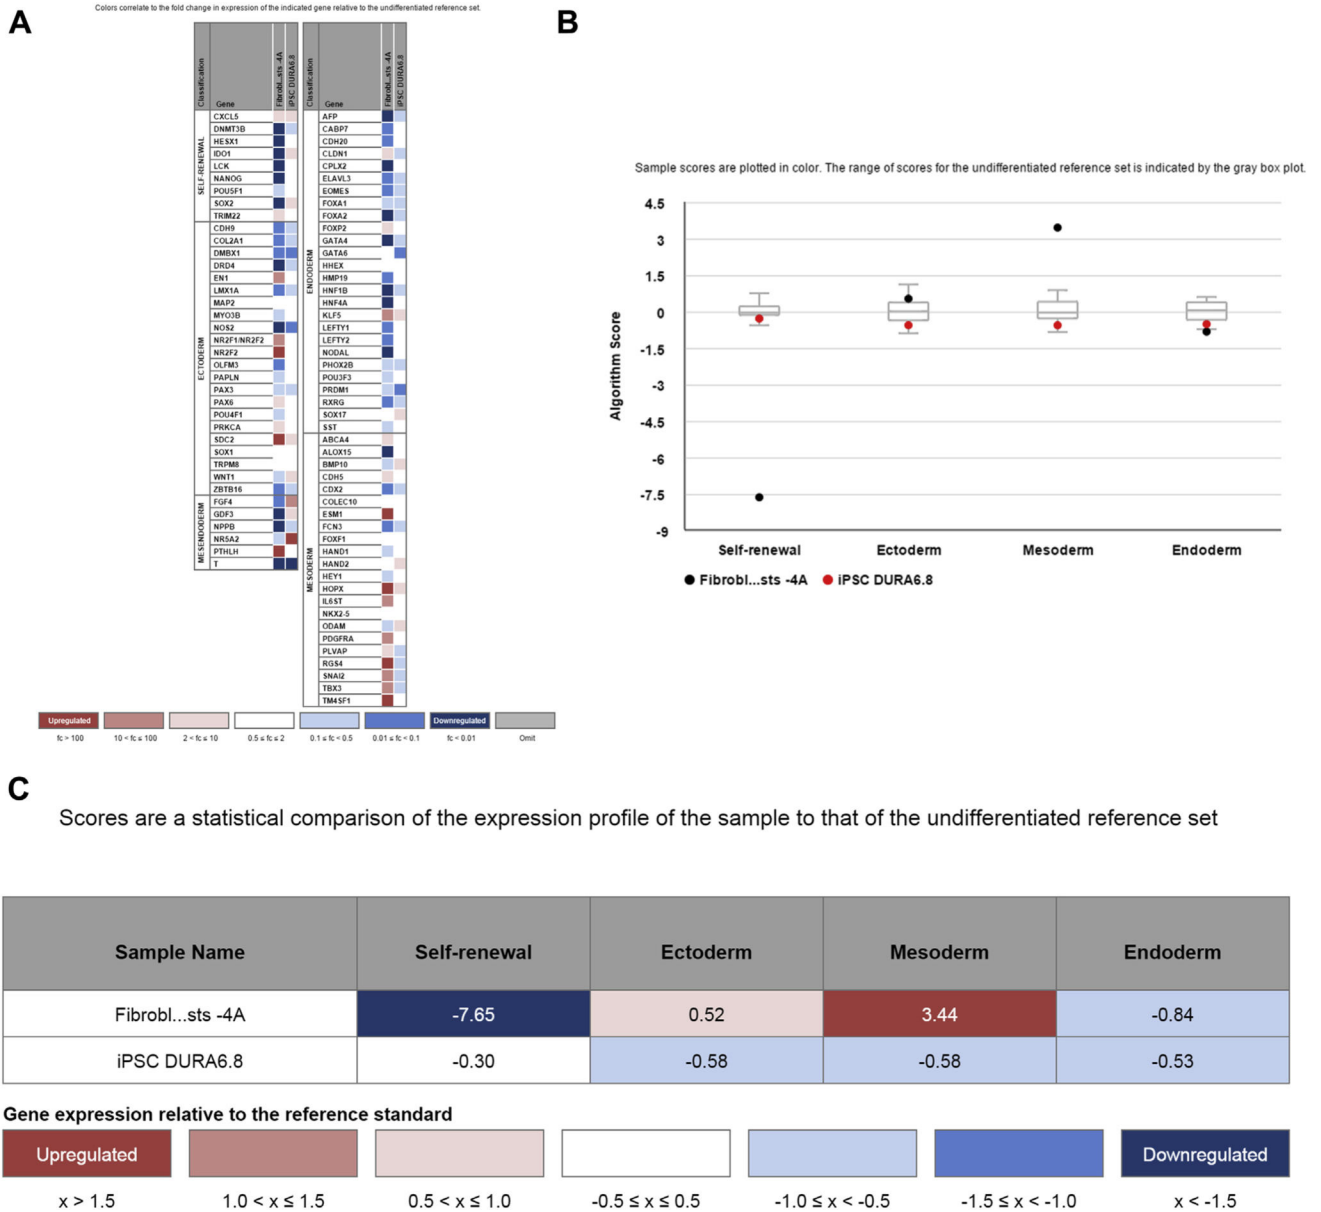 Colors correlate to the fold change in expression of the indicated gene relative to the undifferentiated reference set.
A
Classification
Gene
Fibrobl...sts -4A
iPSC DURA6.8
SELF-RENEWAL
CXCL5
DNMT3B
HESX1
IDO1
LCK
NANOG
POU5F1
SOX2
TRIM22
ECTODERM
CDH9
COL2A1
DMBX1
DRD4
EN1
LMX1A
MAP2
MYO3B
NOS2
NR2F1/NR2F2
NR2F2
OLFM3
PAPLN
PAX3
PAX6
POU4F1
PRKCA
SDC2
SOX1
TRPM8
WNT1
ZBTB16
MESENDODERM
FGF4
GDF3
NPPB
NR5A2
PTHLH
T
Classification
Gene
Fibrobl...sts -4A
iPSC DURA6.8
ENDODERM
AFP
CABP7
CDH20
CLDN1
CPLX2
ELAVL3
EOMES
FOXA1
FOXA2
FOXP2
GATA4
GATA6
HHEX
HMP19
HNF1B
HNF4A
KLF5
LEFTY1
LEFTY2
NODAL
PHOX2B
POU3F3
PRDM1
RXRG
SOX17
SST
MESODERM
ABCA4
ALOX15
BMP10
CDH5
CDX2
COLEC10
ESM1
FCN3
FOXF1
HAND1
HAND2
HEY1
HOPX
IL6ST
NKX2-5
ODAM
PDGFRA
PLVAP
RGS4
SNAI2
TBX3
TM4SF1
Upregulated Downregulated
fc > 100 10 < fc ≤ 100 2 < fc ≤ 10 0.5 ≤ fc ≤ 2 0.1 ≤ fc < 0.5 0.01 ≤ fc < 0.1 fc < 0.01 Omit
B
Sample scores are plotted in color. The range of scores for the undifferentiated reference set is indicated by the gray box plot.
Algorithm Score
4.5
3
1.5
0
-1.5
-3
-4.5
-6
-7.5
-9
Self-renewal Ectoderm Mesoderm Endoderm
Fibrobl...sts -4A iPSC DURA6.8
C
Scores are a statistical comparison of the expression profile of the sample to that of the undifferentiated reference set
Sample Name Self-renewal Ectoderm Mesoderm Endoderm
Fibrobl...sts -4A -7.65 0.52 3.44 -0.84
iPSC DURA6.8 -0.30 -0.58 -0.58 -0.53
Gene expression relative to the reference standard
Upregulated Downregulated
x > 1.5 1.0 < x ≤ 1.5 0.5 < x ≤ 1.0 -0.5 ≤ x ≤ 0.5 -1.0 ≤ x < -0.5 -1.5 ≤ x < -1.0 x < -1.5